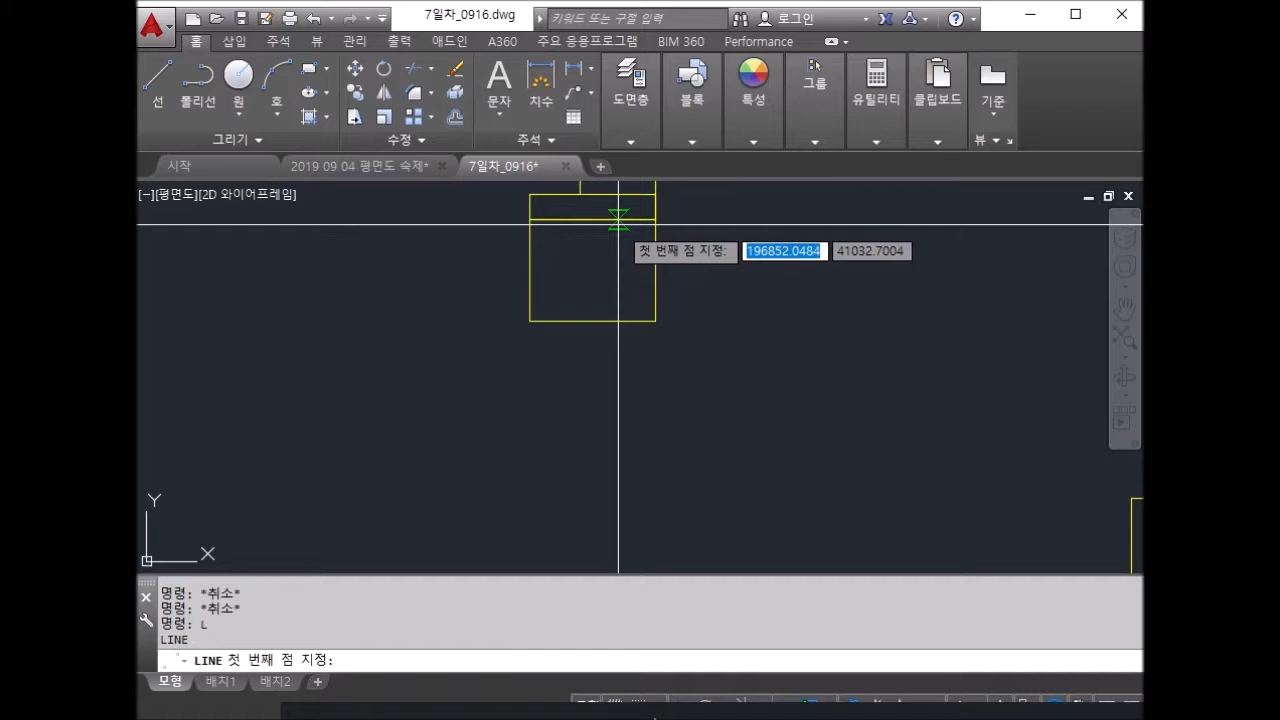 7일차_0916.dwg
키워드 또는 구절 입력
로그인
홈 삽입 주석 뷰 관리 출력 애드인 A360 주요 응용프로그램 BIM 360 Performance
선 폴리선 원 호 문자 치수 도면층 블록 특성 그룹 유틸리티 클립보드 기준
그리기 수정 주석 뷰
시작 2019 09 04 평면도 숙제* 7일차_0916*
[−][평면도][2D 와이어프레임]
첫 번째 점 지정: 196852.0484 41032.7004
Y
X
명령: *취소*
명령: *취소*
명령: L
LINE
LINE 첫 번째 점 지정:
모형 배치1 배치2